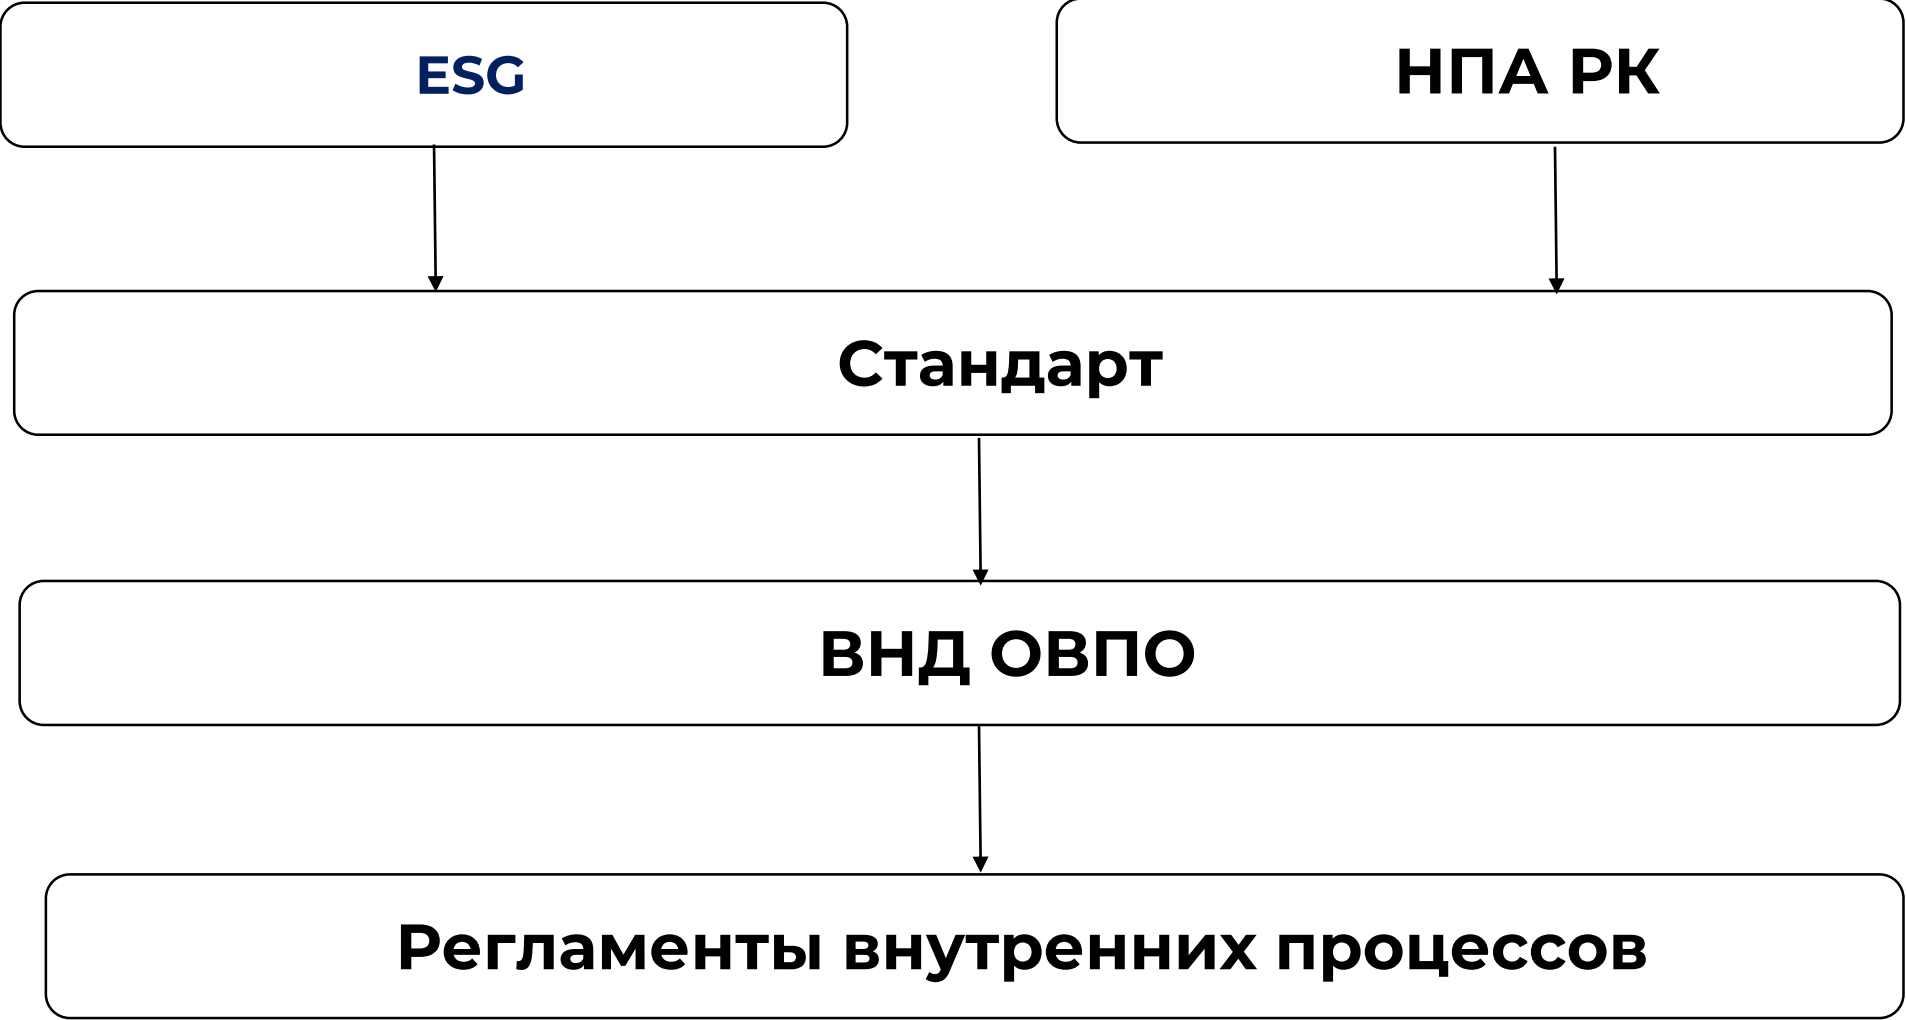 ESG
НПА РК
Стандарт
ВНД ОВПО
Регламенты внутренних процессов